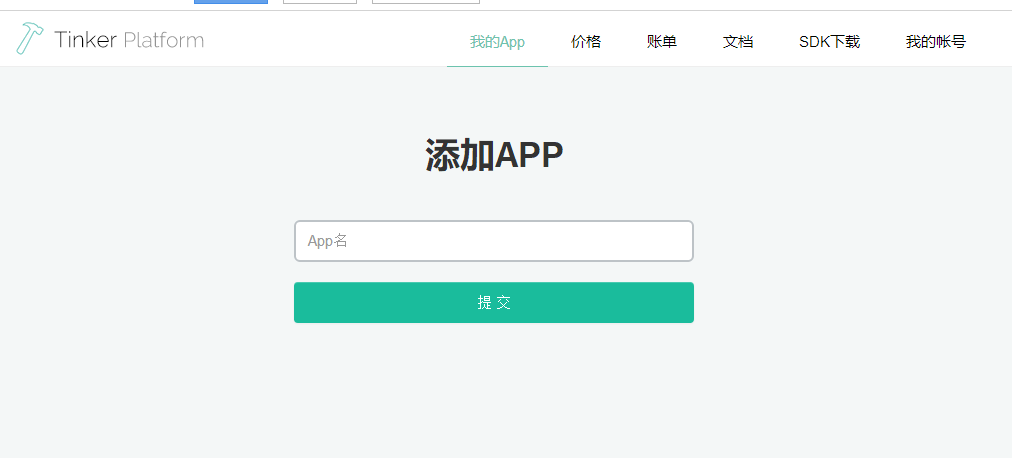 Tinker Platform 我的App 价格 账单 文档 SDK下载 我的帐号
添加APP
App名
提 交